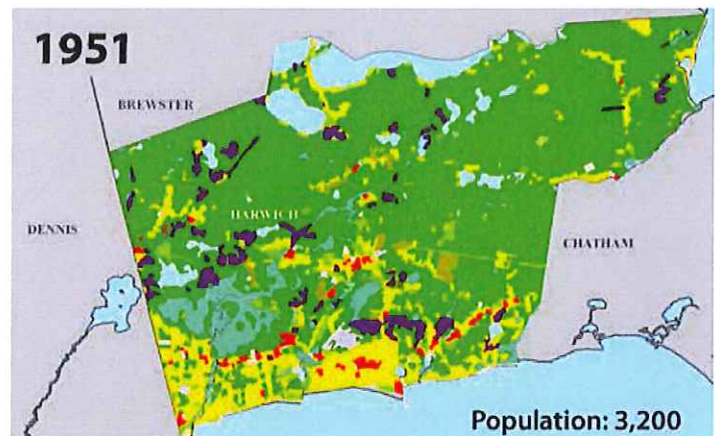 1951
BREWSTER
DENNIS
HARWICH
CHATHAM
Population: 3,200